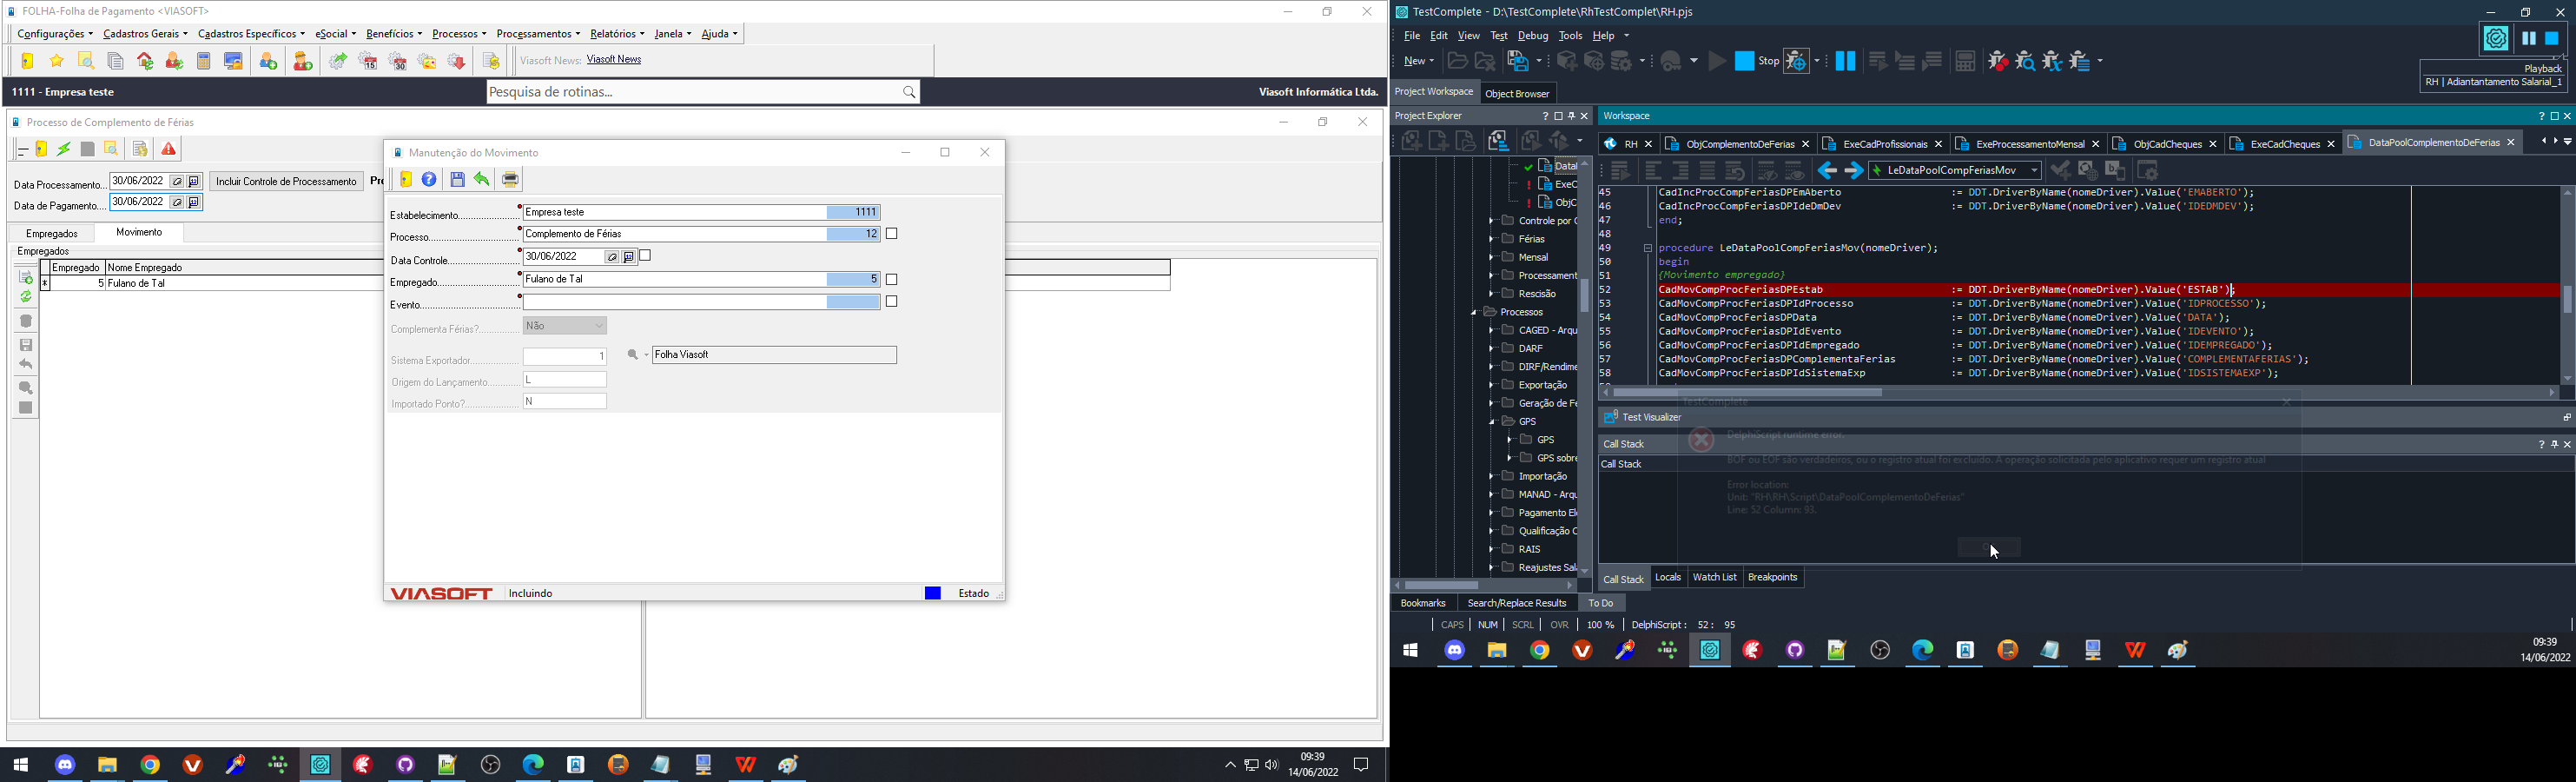 FOLHA-Folha de Pagamento <VIASOFT>
Configurações Cadastros Gerais Cadastros Específicos eSocial Benefícios Processos Processamentos Relatórios Janela Ajuda
Viasoft News: Viasoft News
1111 - Empresa teste
Pesquisa de rotinas...
Viasoft Informática Ltda.
Processo de Complemento de Férias
Data Processamento... 30/06/2022
Incluir Controle de Processamento
Data de Pagamento.... 30/06/2022
Empregados Movimento
Empregados
Empregado Nome Empregado
* 5 Fulano de Tal
Manutenção do Movimento
Estabelecimento Empresa teste 1111
Processo Complemento de Férias 12
Data Controle 30/06/2022
Empregado Fulano de Tal 5
Evento
Complementa Férias? Não
Sistema Exportador 1 Folha Viasoft
Origem do Lançamento L
Importado Ponto? N
VIASOFT Incluindo Estado
09:39
14/06/2022
TestComplete - D:\TestComplete\RhTestComplet\RH.pjs
File Edit View Test Debug Tools Help
New Stop
Playback
RH | Adiantantamento Salarial_1
Project Workspace Object Browser
Project Explorer
Workspace
RH ObjComplementoDeFerias ExeCadProfissionais ExeProcessamentoMensal ObjCadCheques ExeCadCheques DataPoolComplementoDeFerias
LeDataPoolCompFeriasMov
Datal
ExeC
ObjC
Controle por C
Férias
Mensal
Processament
Rescisão
Processos
CAGED - Arqu
DARF
DIRF/Rendime
Exportação
Geração de Fe
GPS
GPS
GPS sobre
Importação
MANAD - Arqu
Pagamento El
Qualificação C
RAIS
Reajustes Sal
45 CadIncProcCompFeriasDPEmAberto := DDT.DriverByName(nomeDriver).Value('EMABERTO');
46 CadIncProcCompFeriasDPIdeDmDev := DDT.DriverByName(nomeDriver).Value('IDEDMDEV');
47 end;
48
49 procedure LeDataPoolCompFeriasMov(nomeDriver);
50 begin
51 {Movimento empregado}
52 CadMovCompProcFeriasDPEstab := DDT.DriverByName(nomeDriver).Value('ESTAB');
53 CadMovCompProcFeriasDPIdProcesso := DDT.DriverByName(nomeDriver).Value('IDPROCESSO');
54 CadMovCompProcFeriasDPData := DDT.DriverByName(nomeDriver).Value('DATA');
55 CadMovCompProcFeriasDPIdEvento := DDT.DriverByName(nomeDriver).Value('IDEVENTO');
56 CadMovCompProcFeriasDPIdEmpregado := DDT.DriverByName(nomeDriver).Value('IDEMPREGADO');
57 CadMovCompProcFeriasDPComplementaFerias := DDT.DriverByName(nomeDriver).Value('COMPLEMENTAFERIAS');
58 CadMovCompProcFeriasDPIdSistemaExp := DDT.DriverByName(nomeDriver).Value('IDSISTEMAEXP');
TestComplete
Test Visualizer
DelphiScript runtime error.
Call Stack
BOF ou EOF são verdadeiros, ou o registro atual foi excluído. A operação solicitada pelo aplicativo requer um registro atual
Call Stack
Error location:
Unit: "RH\RH\Script\DataPoolComplementoDeFerias"
Line: 52 Column: 93.
Call Stack Locals Watch List Breakpoints
Bookmarks Search/Replace Results To Do
CAPS NUM SCRL OVR 100 % DelphiScript: 52: 95
09:39
14/06/2022